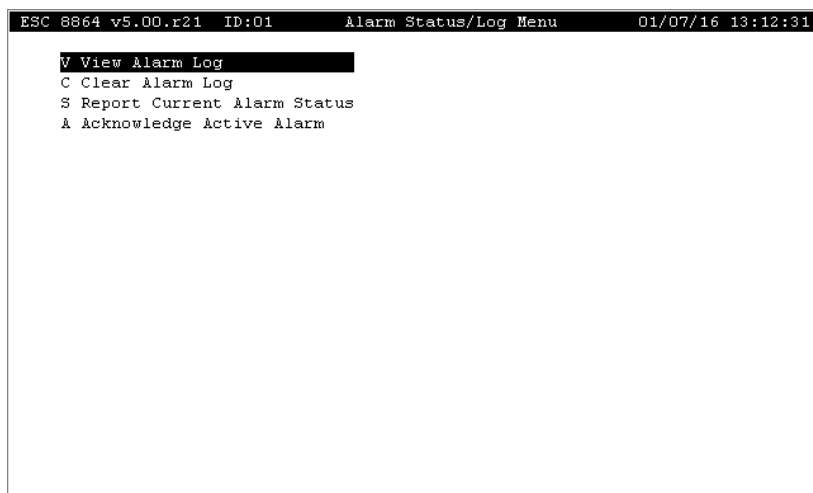 ESC 8864 v5.00.r21 ID:01 Alarm Status/Log Menu 01/07/16 13:12:31
V View Alarm Log
C Clear Alarm Log
S Report Current Alarm Status
A Acknowledge Active Alarm